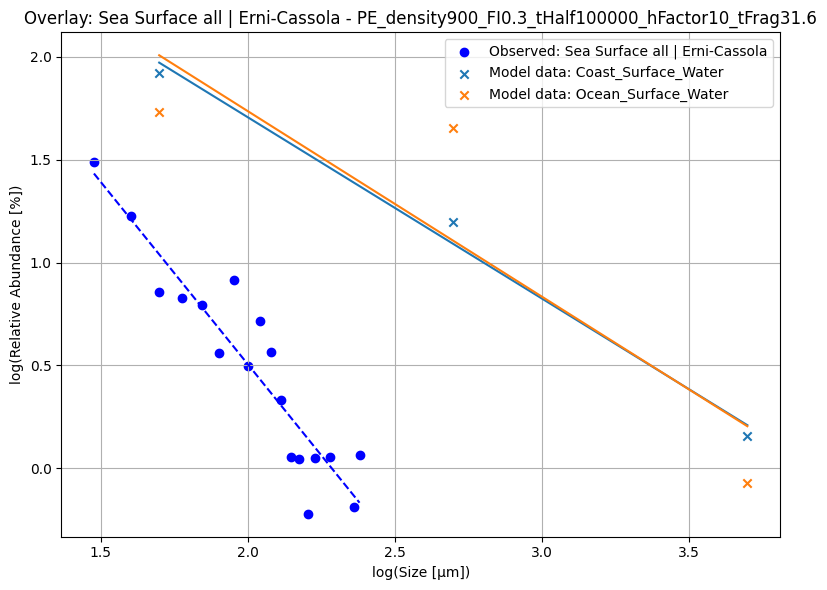 Overlay: Sea Surface all | Erni-Cassola - PE_density900_FI0.3_tHalf100000_hFactor10_tFrag31.6
Observed: Sea Surface all | Erni-Cassola
Model data: Coast_Surface_Water
Model data: Ocean_Surface_Water
log(Relative Abundance [%])
2.0
1.5
1.0
0.5
0.0
1.5
2.0
2.5
3.0
3.5
log(Size [µm])